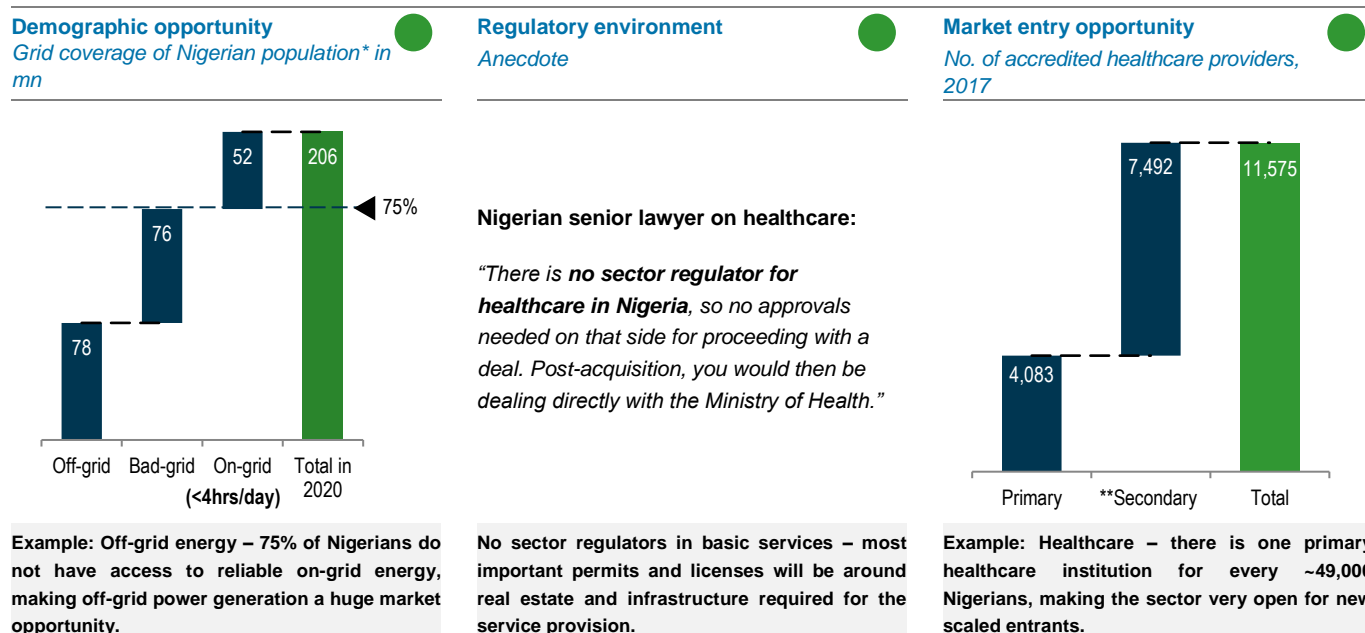 Demographic opportunity
Grid coverage of Nigerian population* in
mn
52
206
75%
76
78
Off-grid
Bad-grid
On-grid
Total in
2020
(<4hrs/day)
Example: Off-grid energy – 75% of Nigerians do
not have access to reliable on-grid energy,
making off-grid power generation a huge market
opportunity.
Regulatory environment
Anecdote
Nigerian senior lawyer on healthcare:
“There is no sector regulator for
healthcare in Nigeria, so no approvals
needed on that side for proceeding with a
deal. Post-acquisition, you would then be
dealing directly with the Ministry of Health.”
No sector regulators in basic services – most
important permits and licenses will be around
real estate and infrastructure required for the
service provision.
Market entry opportunity
No. of accredited healthcare providers,
2017
7,492
11,575
4,083
Primary
**Secondary
Total
Example: Healthcare – there is one primary
healthcare institution for every ~49,000
Nigerians, making the sector very open for new
scaled entrants.